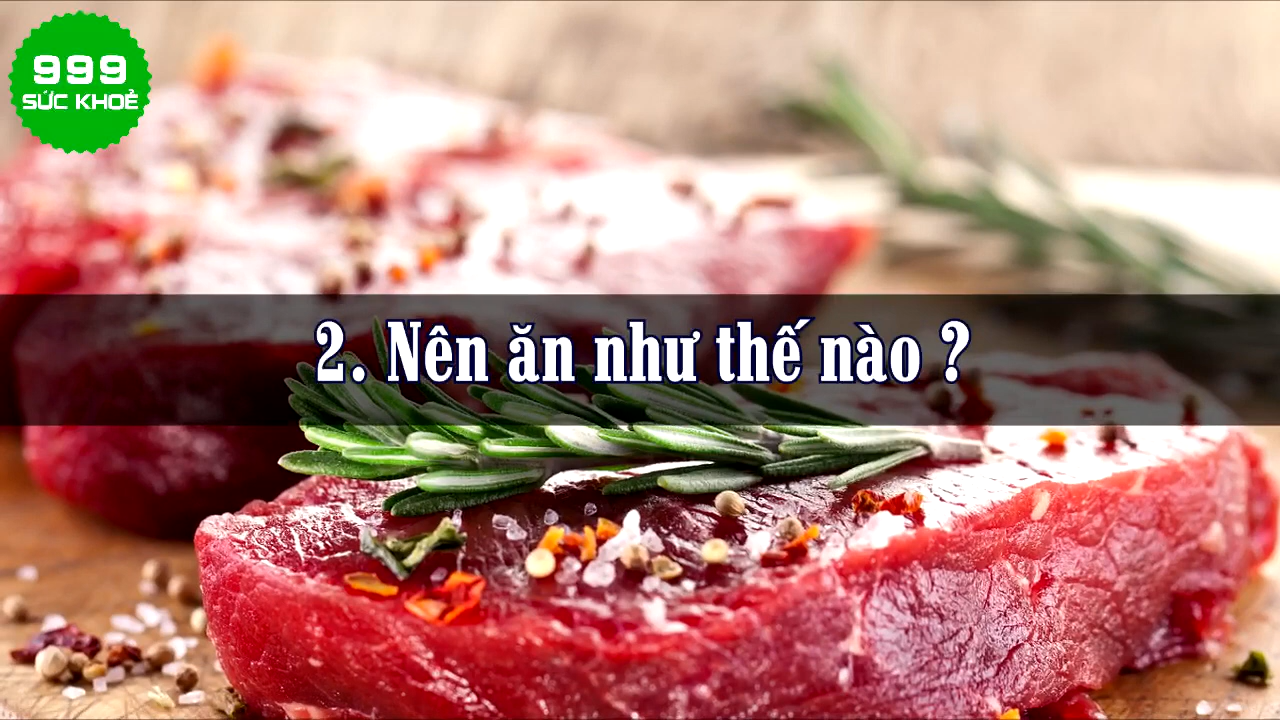 999
SỨC KHOẺ
2. Nên ăn như thế nào ?